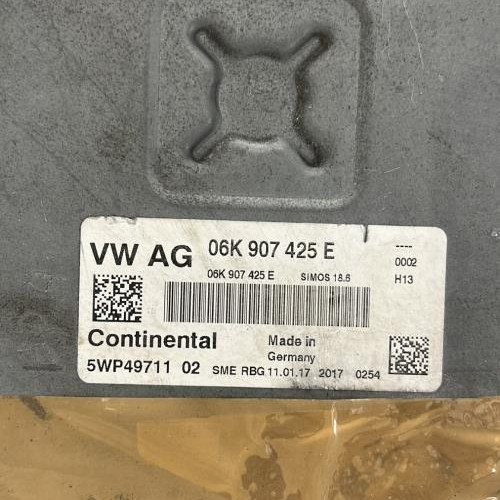 VW AG 06K 907 425 E ----
0002
06K 907 425 E SIMOS 18.6 H13
Continental Made in
Germany
5WP49711 02 SME RBG 11.01.17 2017 0254